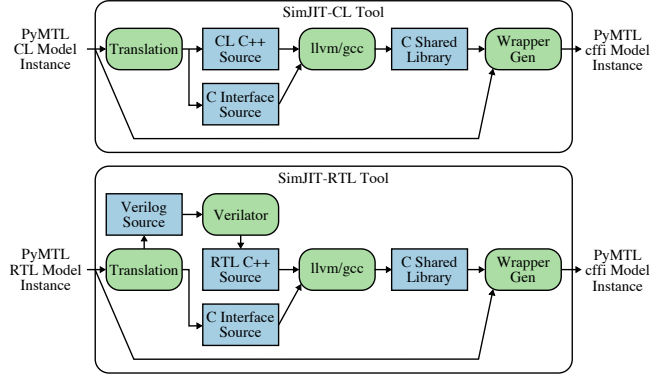 SimJIT-CL Tool
PyMTL
CL Model
Instance
Translation
CL C++
Source
C Interface
Source
llvm/gcc
C Shared
Library
Wrapper
Gen
PyMTL
cffi Model
Instance
SimJIT-RTL Tool
Verilog
Source
Verilator
PyMTL
RTL Model
Instance
Translation
RTL C++
Source
C Interface
Source
llvm/gcc
C Shared
Library
Wrapper
Gen
PyMTL
cffi Model
Instance